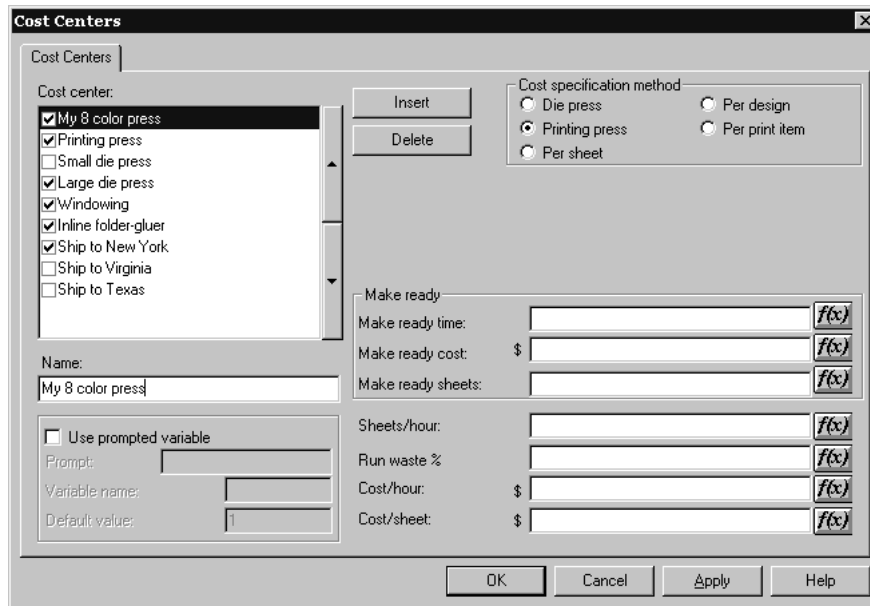 Cost Centers
Cost Centers
Cost center:
My 8 color press
Printing press
Small die press
Large die press
Windowing
Inline folder-gluer
Ship to New York
Ship to Virginia
Ship to Texas
Name:
My 8 color press
Use prompted variable
Prompt:
Variable name:
Default value: 1
Insert
Delete
Cost specification method
Die press
Per design
Printing press
Per print item
Per sheet
Make ready
Make ready time: f(x)
Make ready cost: $ f(x)
Make ready sheets: f(x)
Sheets/hour: f(x)
Run waste % f(x)
Cost/hour: $ f(x)
Cost/sheet: $ f(x)
OK Cancel Apply Help